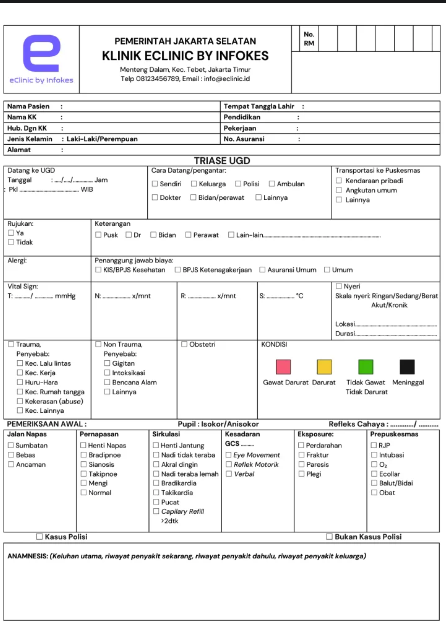 e
eClinic by Infokes
PEMERINTAH JAKARTA SELATAN
KLINIK ECLINIC BY INFOKES
Menteng Dalam, Kec. Tebet, Jakarta Timur
Telp 08123456789, Email : info@eclinic.id
No. RM
Nama Pasien :
Tempat Tanggla Lahir :
Nama KK :
Pendidikan :
Hub. Dgn KK :
Pekerjaan :
Jenis Kelamin : Laki-Laki/Perempuan
No. Asuransi :
Alamat :
TRIASE UGD
Datang ke UGD
Tanggal : .../.../....... Jam
: Pkl ........................ WIB
Cara Datang/pengantar:
☐ Sendiri ☐ Keluarga ☐ Polisi ☐ Ambulan
☐ Dokter ☐ Bidan/perawat ☐ Lainnya
Transportasi ke Puskesmas
☐ Kendaraan pribedi
☐ Angkutan umum
☐ Lainnya
Rujukan:
☐ Ya
☐ Tidak
Keterangan
☐ Pusk ☐ Dr ☐ Bidan ☐ Perawat ☐ Lain-lain..............................
Alergi:
Penanggung jawab biaya:
☐ KIS/BPJS Kesehatan ☐ BPJS Ketenagakerjaan ☐ Asuransi Umum ☐ Umum
Vital Sign:
T: ......./ ......... mmHg
N: ............ x/mnt
R: ............ x/mnt
S: ............ °C
☐ Nyeri
Skala nyeri: Ringan/Sedang/Berat
Akut/Kronik
Lokasi..............................
Durasi..............................
☐ Trauma,
Penyebab:
☐ Kec. Lalu lintas
☐ Kec. Kerja
☐ Huru-Hara
☐ Kec. Rumah tangga
☐ Kekerasan (abuse)
☐ Kec. Lainnya
☐ Non Trauma,
Penyebab:
☐ Gigitan
☐ Intoksikasi
☐ Bencana Alam
☐ Lainnya
☐ Obstetri
KONDISI
Gawat Darurat Darurat Tidak Gawat Meninggal
Tidak Darurat
PEMERIKSAAN AWAL : Pupil : Isokor/Anisokor Refleks Cahaya : ........../ ..........
Jalan Napas
☐ Sumbatan
☐ Bebas
☐ Ancaman
Pernapasan
☐ Henti Napas
☐ Bradipnoe
☐ Sianosis
☐ Takipnoe
☐ Mengi
☐ Normal
Sirkulasi
☐ Henti Jantung
☐ Nadi tidak teraba
☐ Akral dingin
☐ Nadi teraba lemah
☐ Bradikardia
☐ Takikardia
☐ Pucat
☐ Capilary Refill
>2dtk
Kesadaran
GCS .......
☐ Eye Movement
☐ Reflek Motorik
☐ Verbal
Eksposure:
☐ Perdarahan
☐ Fraktur
☐ Paresis
☐ Plegi
Prepuskesmas
☐ RJP
☐ Intubasi
☐ O₂
☐ Ecollar
☐ Balut/Bidai
☐ Obat
☐ Kasus Polisi
☐ Bukan Kasus Polisi
ANAMNESIS: (Keluhan utama, riwayat penyakit sekarang, riwayat penyakit dahulu, riwayat penyakit keluarga)